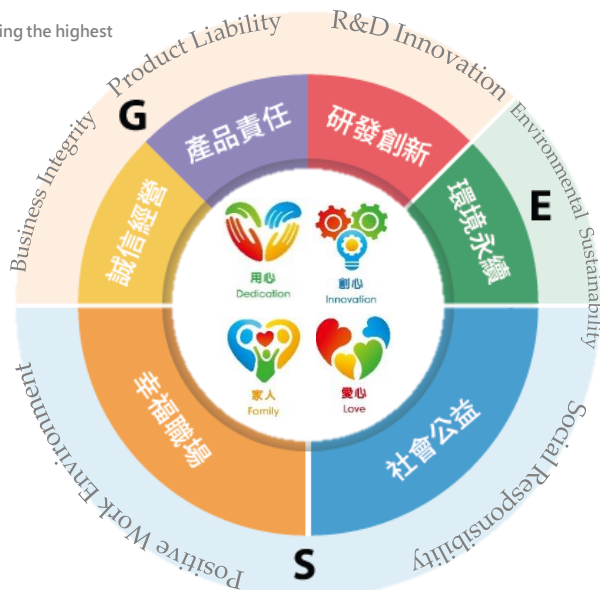 ing the highest
Product Liability
R&D Innovation
Business Integrity
G
產品責任
研發創新
Environmental Sustainability
誠信經營
環境永續
E
用心
Dedication
創心
Innovation
家人
Family
愛心
Love
幸福職場
社會公益
Positive Work Environment
S
Social Responsibility